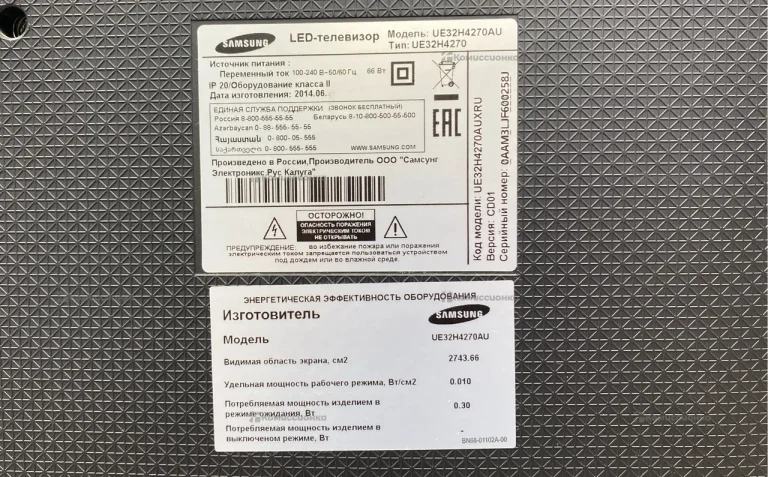 SAMSUNG
LED-телевизор Модель: UE32H4270AU
Тип: UE32H4270
Источник питания :
Переменный ток 100-240 В~50/60 Гц 66 Вт
IP 20/Оборудование класса II
Дата изготовления: 2014.06.
ЕДИНАЯ СЛУЖБА ПОДДЕРЖКИ (ЗВОНОК БЕСПЛАТНЫЙ)
Россия 8-800-555-55-55 Беларусь 8-10-800-500-55-500
Azərbaycan 0-88-555-55-55
Հայաստան 0-800-05-555
საქართველო 0-800-555-555 WWW.SAMSUNG.COM
Произведено в России,Производитель ООО "Самсунг
Электроникс Рус Калуга"
EAC
ОСТОРОЖНО!
ОПАСНОСТЬ ПОРАЖЕНИЯ
ЭЛЕКТРИЧЕСКИМ ТОКОМ
НЕ ОТКРЫВАТЬ
ПРЕДУПРЕЖДЕНИЕ: во избежание пожара или поражения
электрическим током запрещается пользоваться устройством
под дождем или во влажной среде.
Код модели: UE32H4270AUXRU
Версия: CD01
Серийный номер: 0AAM3LJF600258J
Комиссионко
ЭНЕРГЕТИЧЕСКАЯ ЭФФЕКТИВНОСТЬ ОБОРУДОВАНИЯ
Комиссионко
Изготовитель SAMSUNG
Модель UE32H4270AU
Видимая область экрана, см2 2743.66
Удельная мощность рабочего режима, Вт/см2 0.010
Потребляемая мощность изделием в
режиме ожидания, Вт 0.30
Комиссионко
Потребляемая мощность изделием в
выключеном режиме, Вт -
BN68-01102A-00